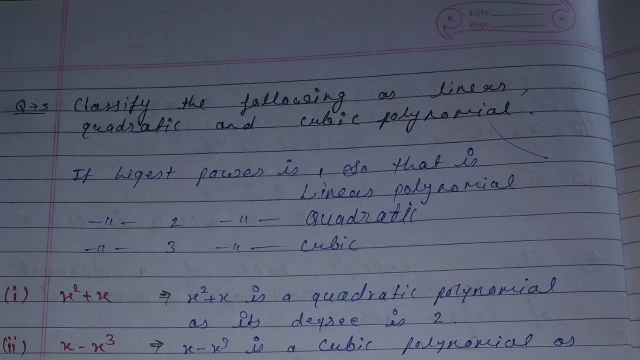 Date
Page
Q→5 Classify the following as linear,
quadratic and cubic polynomial.
If higest power is 1 so that is
Linear polynomial
—"— 2 —"— Quadratic
—"— 3 —"— Cubic
(i) x²+x ⇒ x²+x is a quadratic polynomial
as its degree is 2.
(ii) x-x³ ⇒ x-x³ is a cubic polynomial as